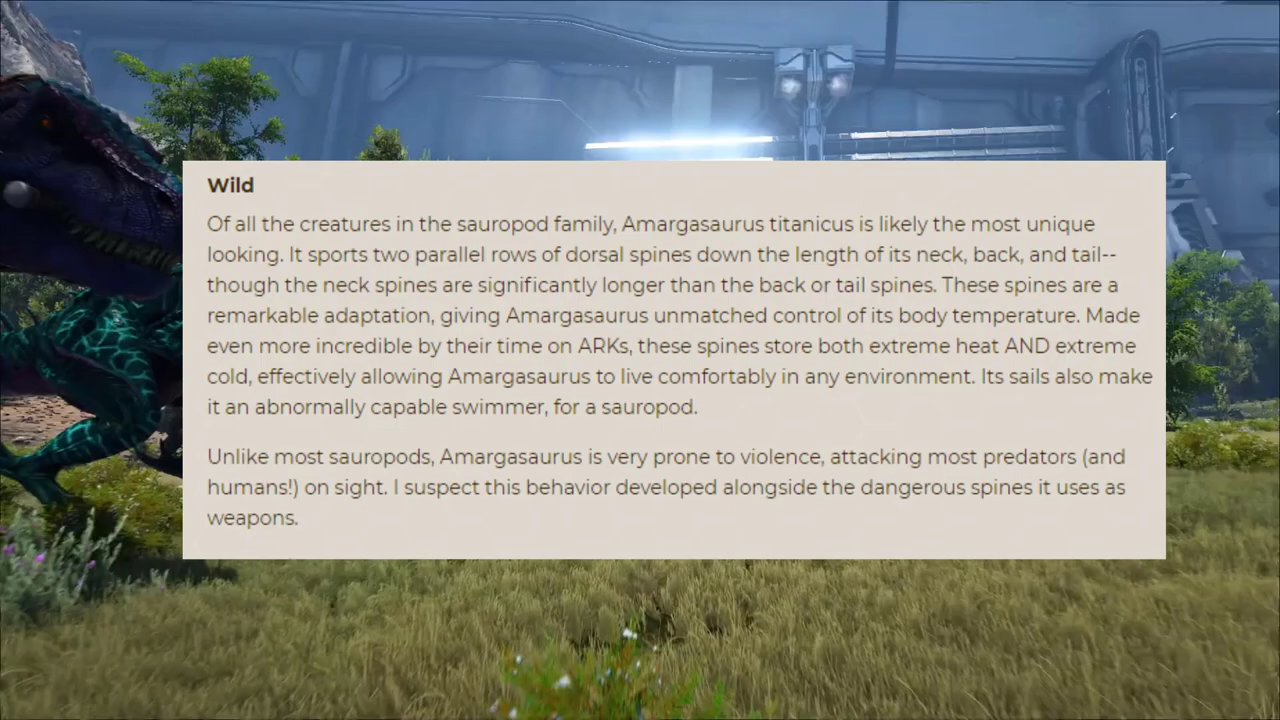 Wild
Of all the creatures in the sauropod family, Amargasaurus titanicus is likely the most unique
looking. It sports two parallel rows of dorsal spines down the length of its neck, back, and tail--
though the neck spines are significantly longer than the back or tail spines. These spines are a
remarkable adaptation, giving Amargasaurus unmatched control of its body temperature. Made
even more incredible by their time on ARKs, these spines store both extreme heat AND extreme
cold, effectively allowing Amargasaurus to live comfortably in any environment. Its sails also make
it an abnormally capable swimmer, for a sauropod.
Unlike most sauropods, Amargasaurus is very prone to violence, attacking most predators (and
humans!) on sight. I suspect this behavior developed alongside the dangerous spines it uses as
weapons.